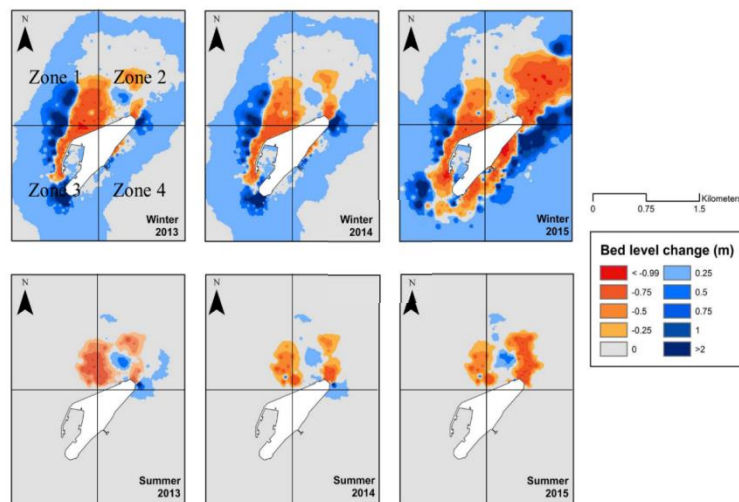 N
N
N
Zone 1
Zone 2
Zone 3
Zone 4
Winter
2013
Winter
2014
Winter
2015
Kilometers
0 0.75 1.5
Bed level change (m)
< -0.99 0.25
-0.75 0.5
-0.5 0.75
-0.25 1
0 >2
N
N
N
Summer
2013
Summer
2014
Summer
2015